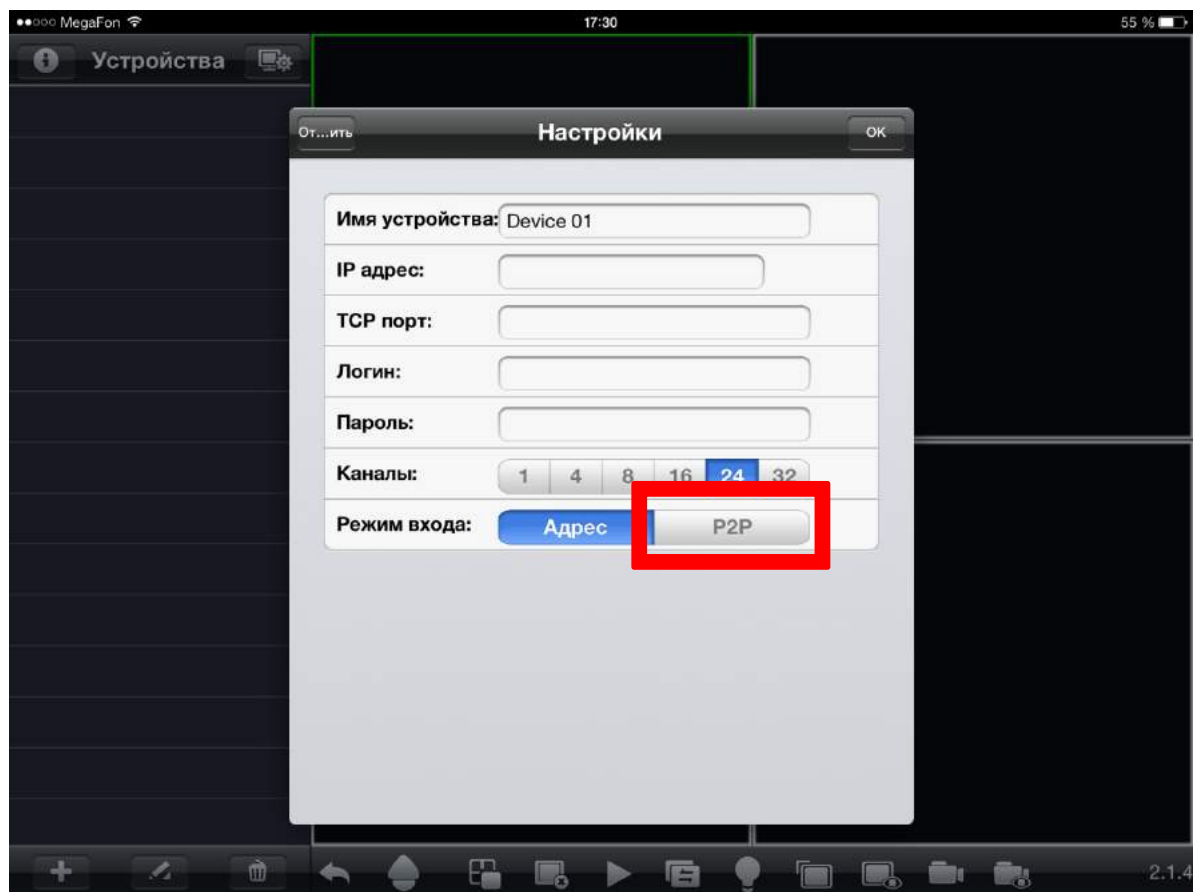 MegaFon 17:30 55 %
Устройства
От...ить Настройки ОК
Имя устройства: Device 01
IP адрес:
TCP порт:
Логин:
Пароль:
Каналы: 1 4 8 16 24 32
Режим входа: Адрес P2P
2.1.4